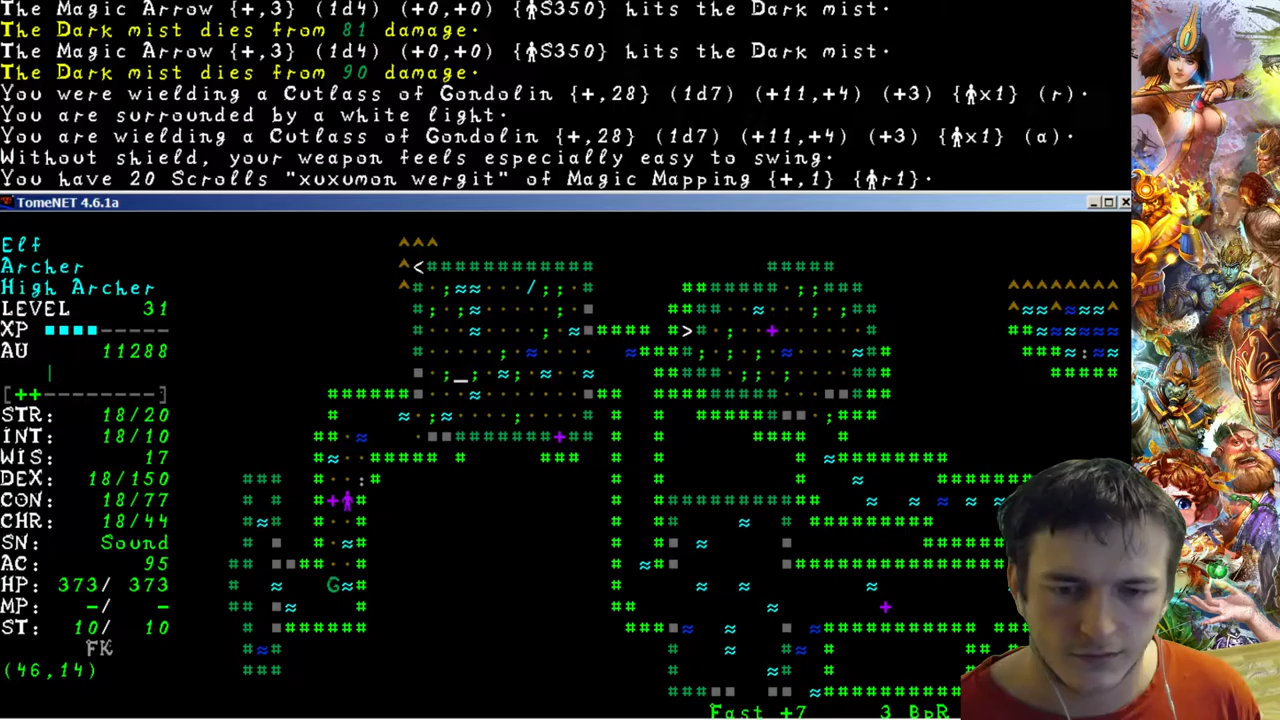 The Magic Arrow {+,3} (1d4) (+0,+0) {S350} hits the Dark mist.
The Dark mist dies from 81 damage.
The Magic Arrow {+,3} (1d4) (+0,+0) {S350} hits the Dark mist.
The Dark mist dies from 90 damage.
You were wielding a Cutlass of Gondolin {+,28} (1d7) (+11,+4) (+3) {x1} (r).
You are surrounded by a white light.
You are wielding a Cutlass of Gondolin {+,28} (1d7) (+11,+4) (+3) {x1} (a).
Without shield, your weapon feels especially easy to swing.
You have 20 Scrolls "xuxumon wergit" of Magic Mapping {+,1} {r1}.
TomeNET 4.6.1a
Elf
Archer
High Archer
LEVEL 31
XP
AU 11288
[++---------]
STR: 18/20
INT: 18/10
WIS: 17
DEX: 18/150
CON: 18/77
CHR: 18/44
SN: Sound
AC: 95
HP: 373/ 373
MP: -/ -
ST: 10/ 10
FK
(46,14)
Fast +7 3 BpR